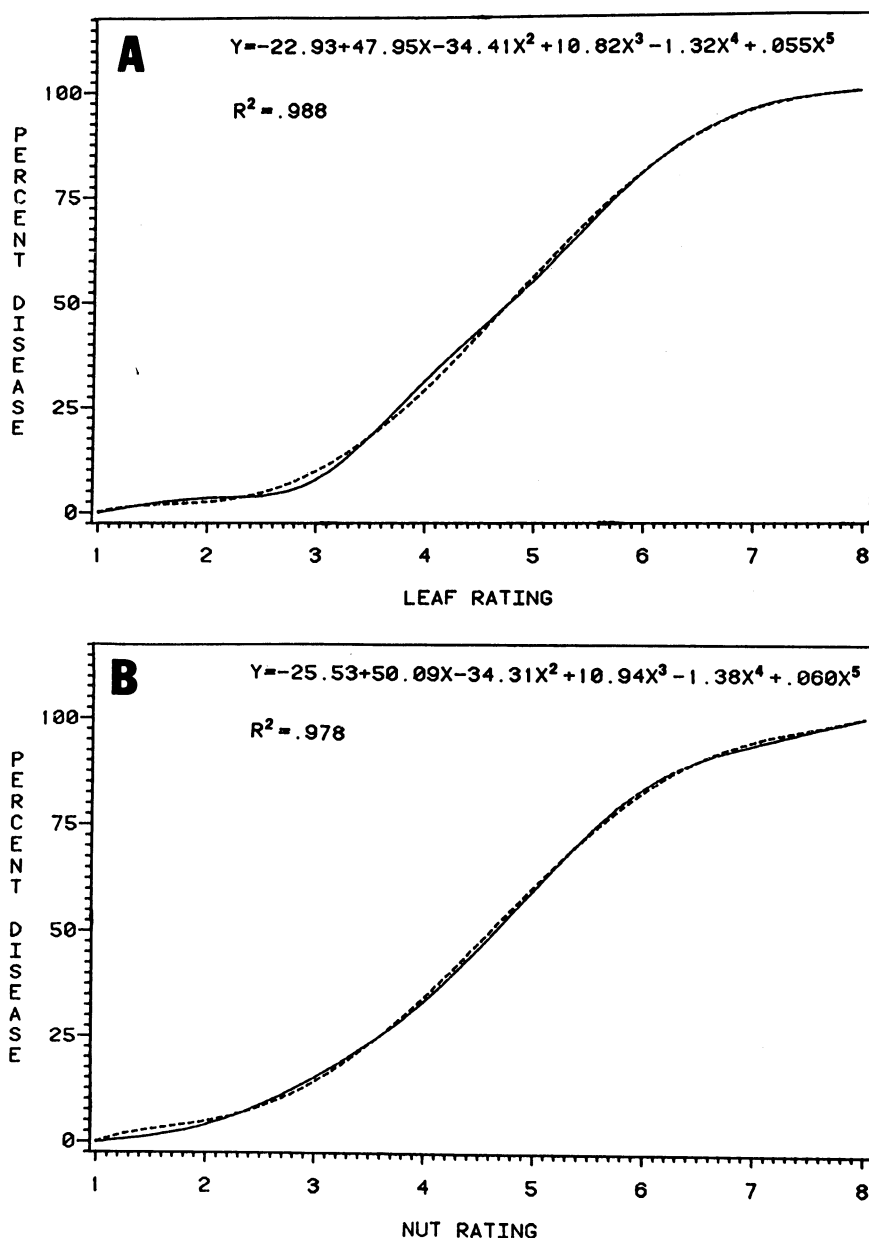 A
Y=-22.93+47.95X-34.41X²+10.82X³-1.32X⁴+.055X⁵
R²=.988
100
75
50
25
0
PERCENT DISEASE
1 2 3 4 5 6 7 8
LEAF RATING
B
Y=-25.53+50.09X-34.31X²+10.94X³-1.38X⁴+.060X⁵
R²=.978
100
75
50
25
0
PERCENT DISEASE
1 2 3 4 5 6 7 8
NUT RATING